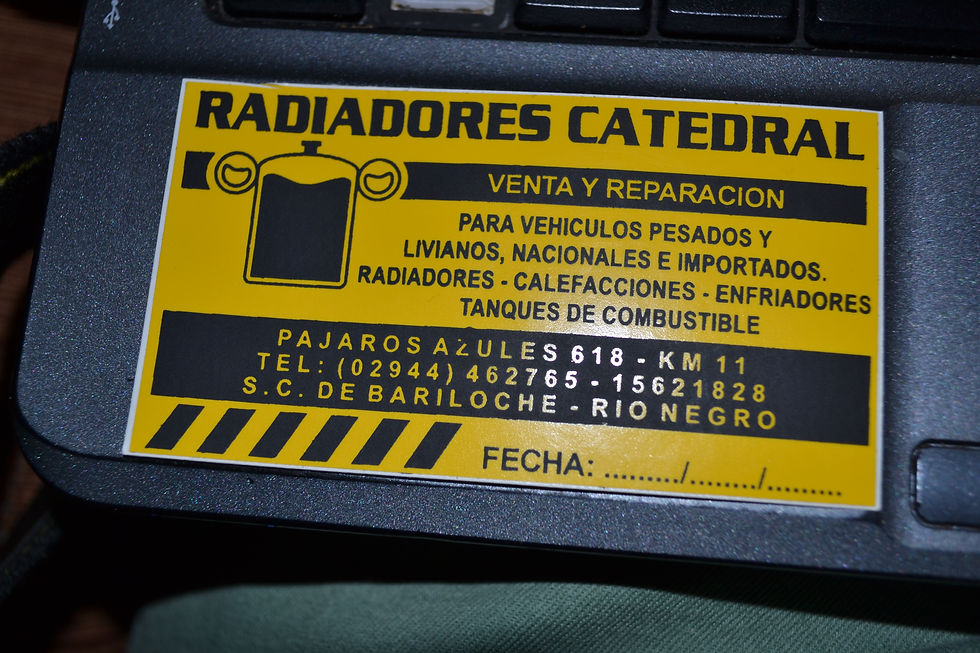 RADIADORES CATEDRAL
VENTA Y REPARACION
PARA VEHICULOS PESADOS Y
LIVIANOS, NACIONALES E IMPORTADOS.
RADIADORES - CALEFACCIONES - ENFRIADORES
TANQUES DE COMBUSTIBLE
PAJAROS AZULES 618 - KM 11
TEL: (02944) 462765 - 15621828
S.C. DE BARILOCHE - RIO NEGRO
FECHA: ........./........./.........